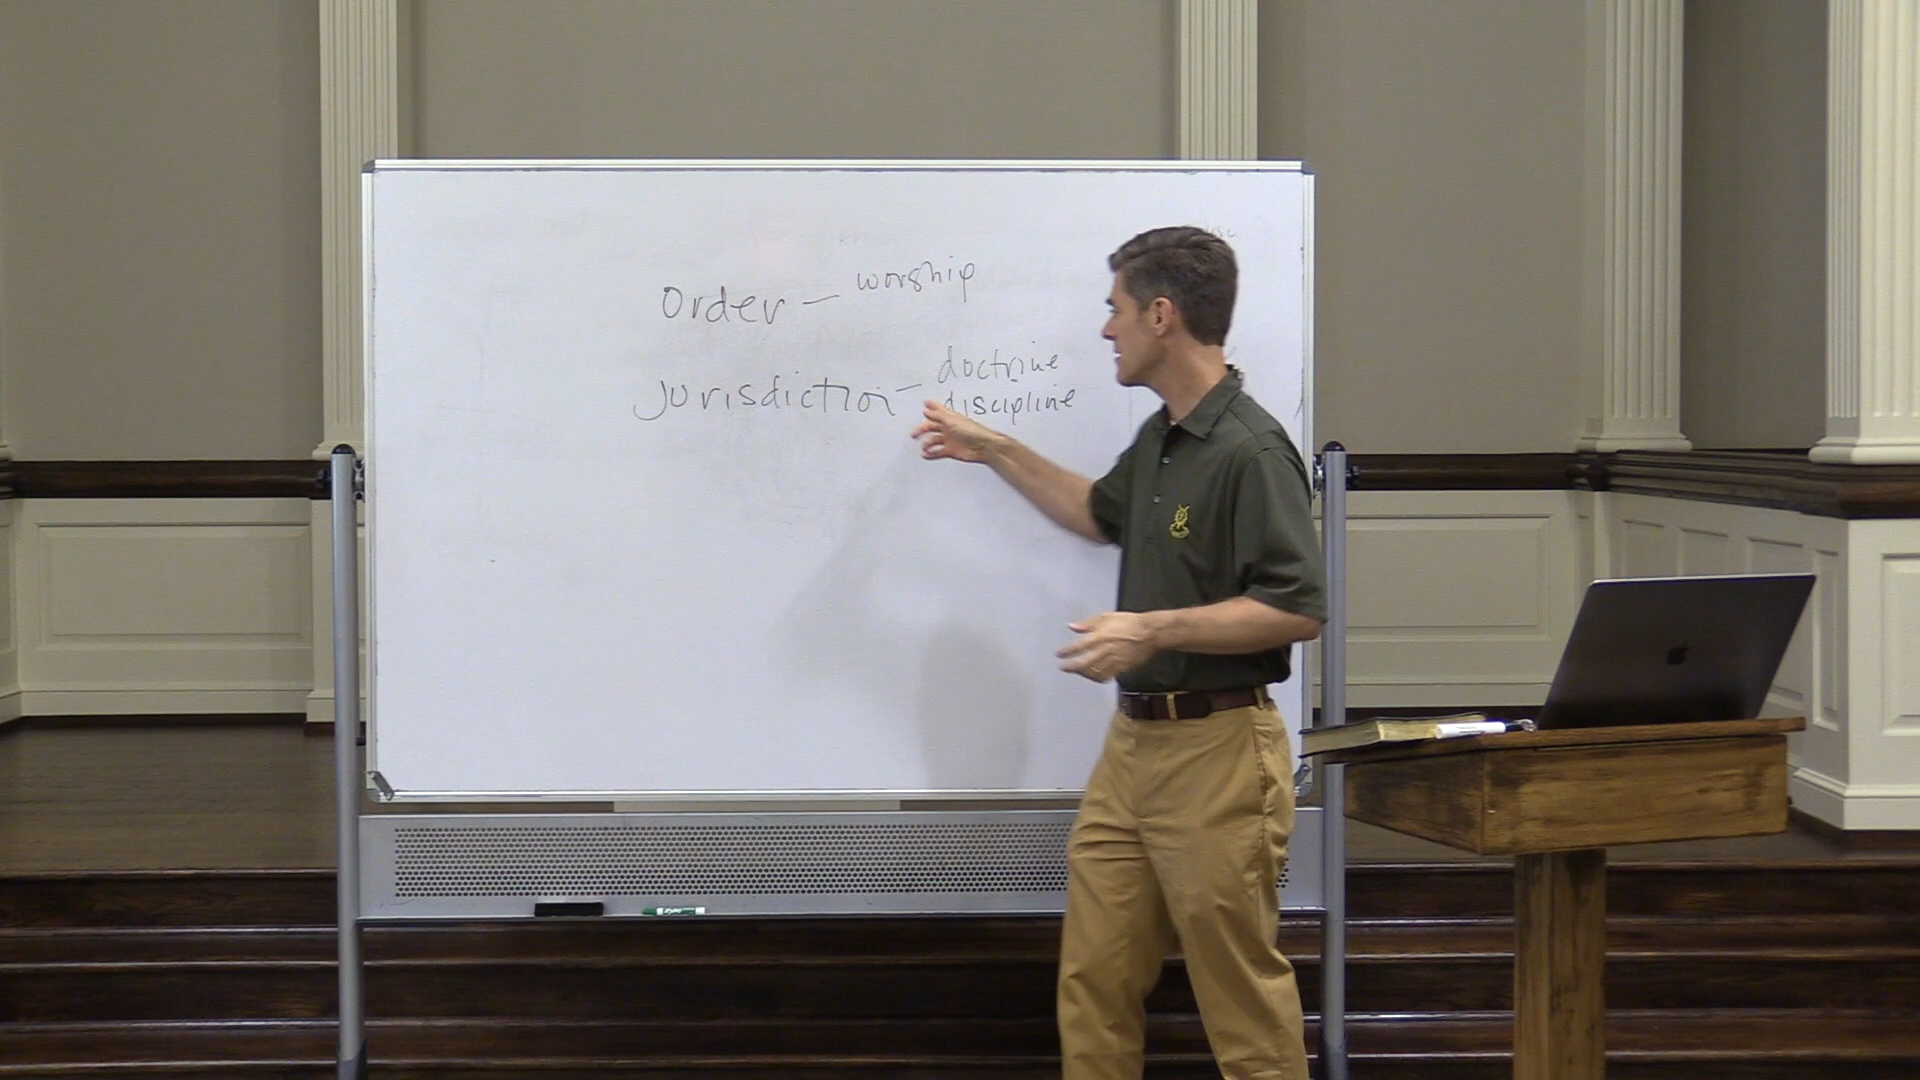 Order — worship
Jurisdiction — doctrine
discipline